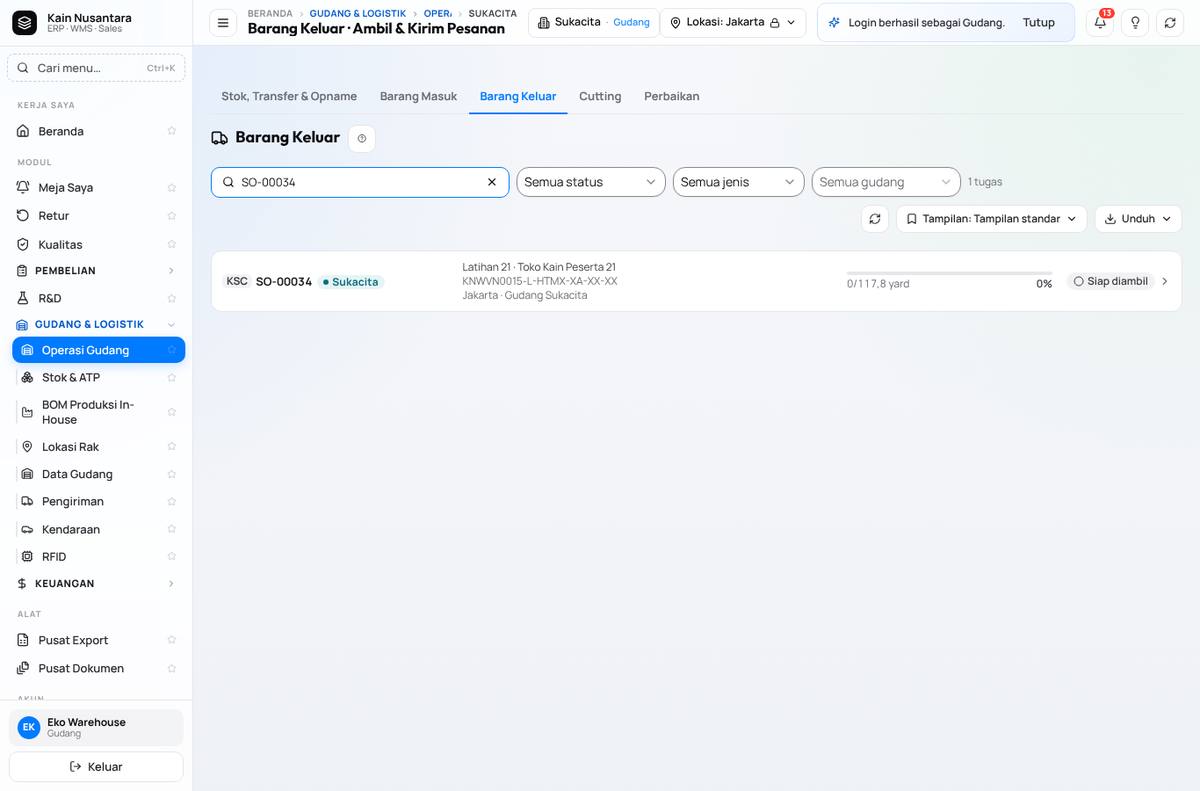 Kain Nusantara
ERP · WMS · Sales
BERANDA › GUDANG & LOGISTIK › OPER › SUKACITA
Barang Keluar · Ambil & Kirim Pesanan
Sukacita · Gudang
Lokasi: Jakarta
Login berhasil sebagai Gudang.
Tutup
13
Cari menu...
Ctrl+K
KERJA SAYA
Beranda
MODUL
Meja Saya
Retur
Kualitas
PEMBELIAN
R&D
GUDANG & LOGISTIK
Operasi Gudang
Stok & ATP
BOM Produksi In-
House
Lokasi Rak
Data Gudang
Pengiriman
Kendaraan
RFID
KEUANGAN
ALAT
Pusat Export
Pusat Dokumen
AKUN
EK
Eko Warehouse
Gudang
Keluar
Stok, Transfer & Opname
Barang Masuk
Barang Keluar
Cutting
Perbaikan
Barang Keluar
SO-00034
Semua status
Semua jenis
Semua gudang
1 tugas
Tampilan: Tampilan standar
Unduh
KSC SO-00034 Sukacita
Latihan 21 · Toko Kain Peserta 21
KNWVN0015-L-HTMX-XA-XX-XX
Jakarta · Gudang Sukacita
0/117,8 yard
0%
Siap diambil